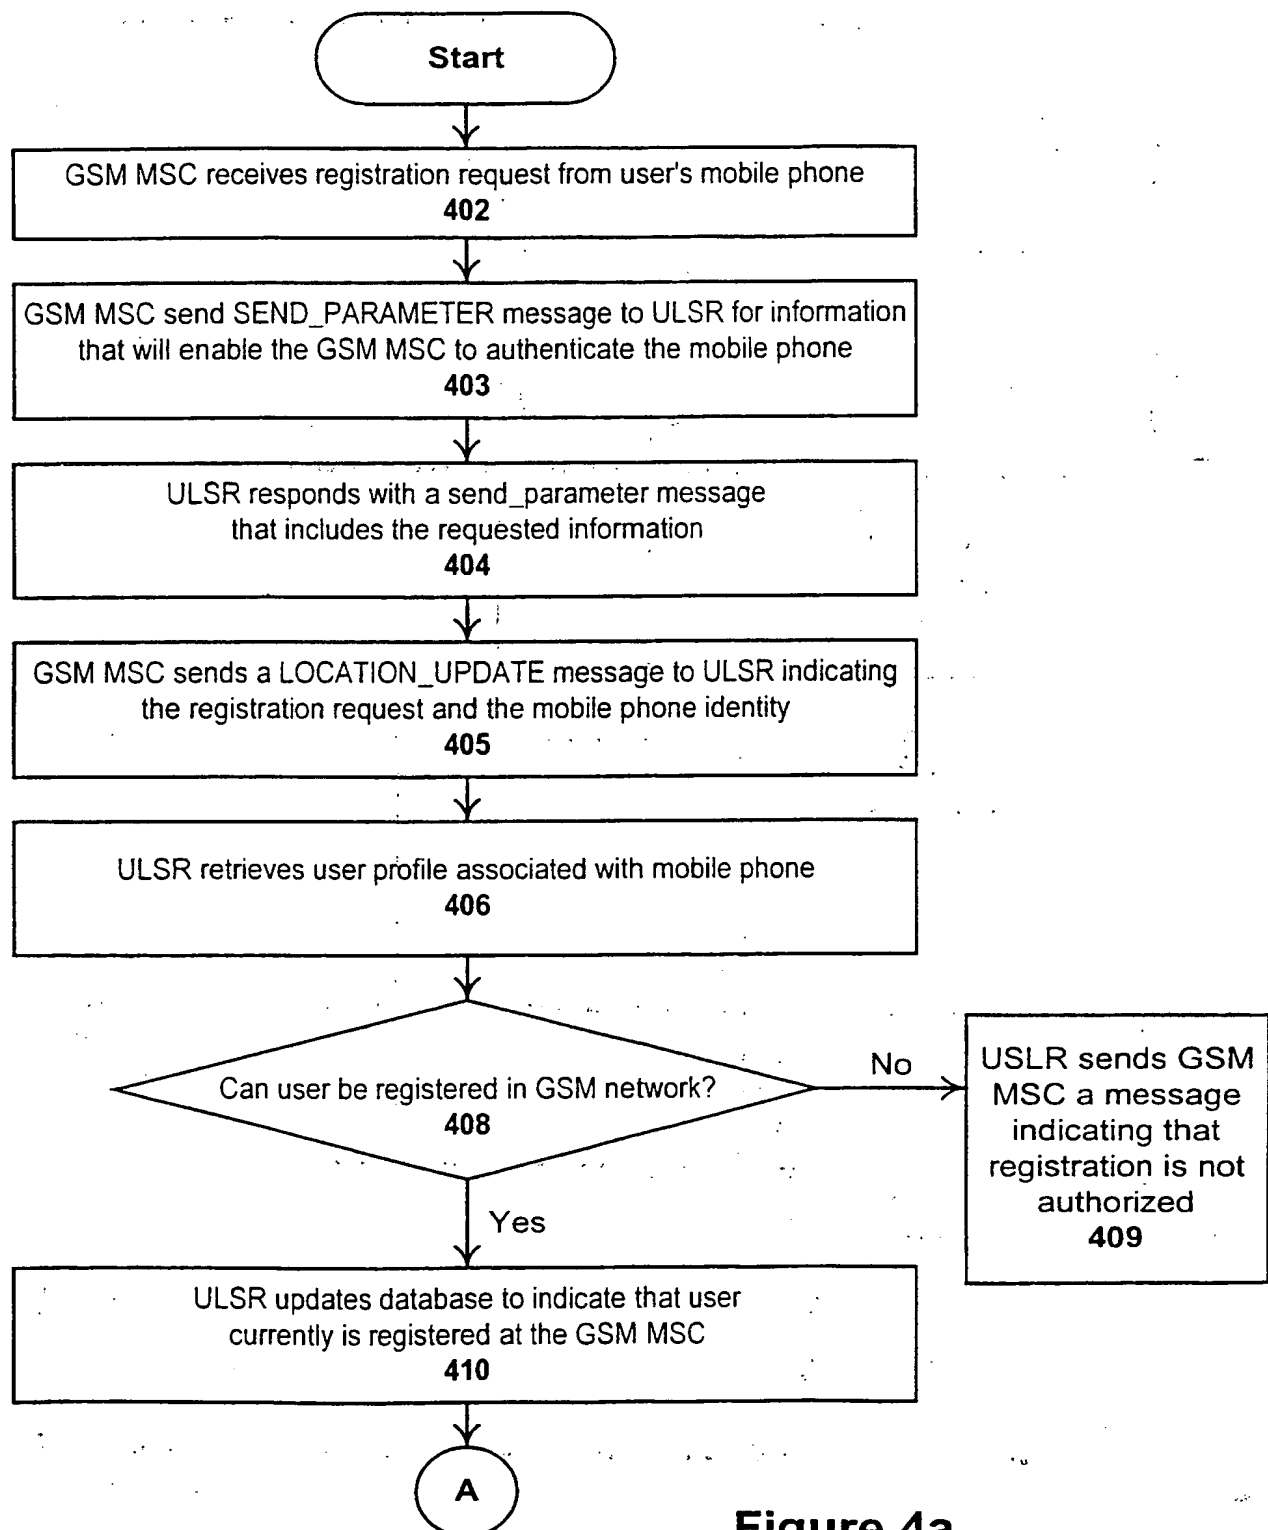 Start
GSM MSC receives registration request from user's mobile phone
402
GSM MSC send SEND_PARAMETER message to ULSR for information
that will enable the GSM MSC to authenticate the mobile phone
403
ULSR responds with a send_parameter message
that includes the requested information
404
GSM MSC sends a LOCATION_UPDATE message to ULSR indicating
the registration request and the mobile phone identity
405
ULSR retrieves user profile associated with mobile phone
406
Can user be registered in GSM network?
408
No
USLR sends GSM
MSC a message
indicating that
registration is not
authorized
409
Yes
ULSR updates database to indicate that user
currently is registered at the GSM MSC
410
A
Figure 4a